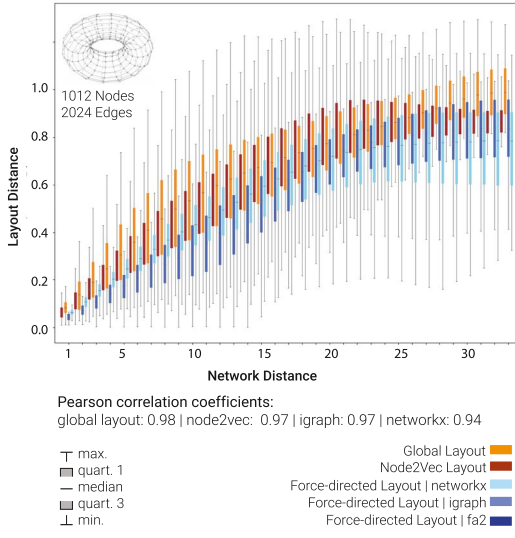 1012 Nodes
2024 Edges
Layout Distance
1.0
0.8
0.6
0.4
0.2
0.0
1 5 10 15 20 25 30
Network Distance
Pearson correlation coefficients:
global layout: 0.98 | node2vec: 0.97 | igraph: 0.97 | networkx: 0.94
max.
quart. 1
median
quart. 3
min.
Global Layout
Node2Vec Layout
Force-directed Layout | networkx
Force-directed Layout | igraph
Force-directed Layout | fa2